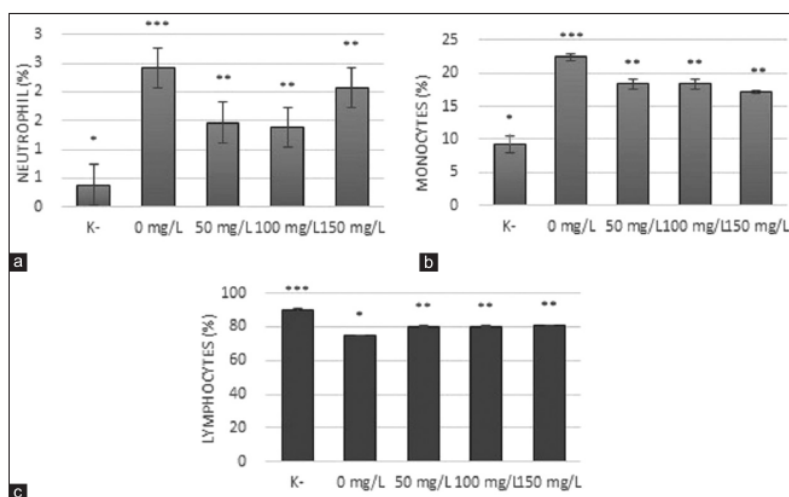 NEUTROPHIL (%)
3
3
2
2
1
1
0
*
***
**
**
**
K-
0 mg/L
50 mg/L
100 mg/L
150 mg/L
a
MONOCYTES (%)
25
20
15
10
5
0
*
***
**
**
**
K-
0 mg/L
50 mg/L
100 mg/L
150 mg/L
b
LYMPHOCYTES (%)
100
80
60
40
20
0
***
*
**
**
**
K-
0 mg/L
50 mg/L
100 mg/L
150 mg/L
c